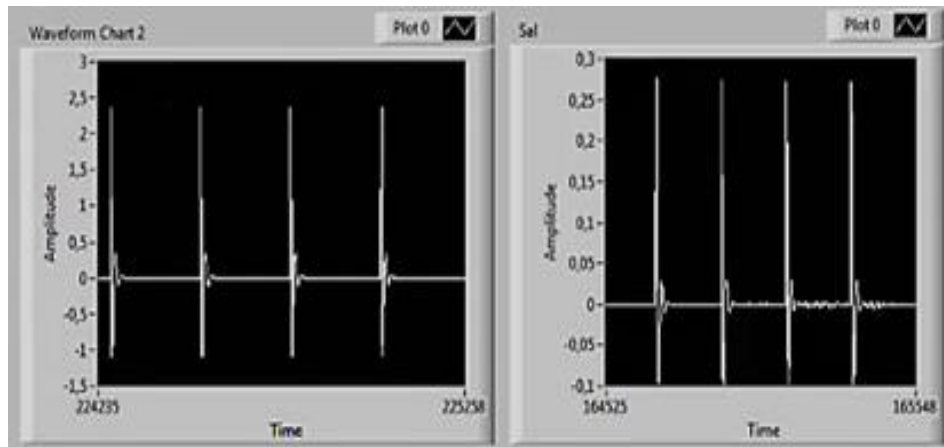 Waveform Chart 2
Plot 0
Amplitude
3
2,5
2
1,5
1
0,5
0
-0,5
-1
-1,5
224235
225258
Time
Sal
Plot 0
Amplitude
0,3
0,25
0,2
0,15
0,1
0,05
0
-0,05
-0,1
164525
165548
Time